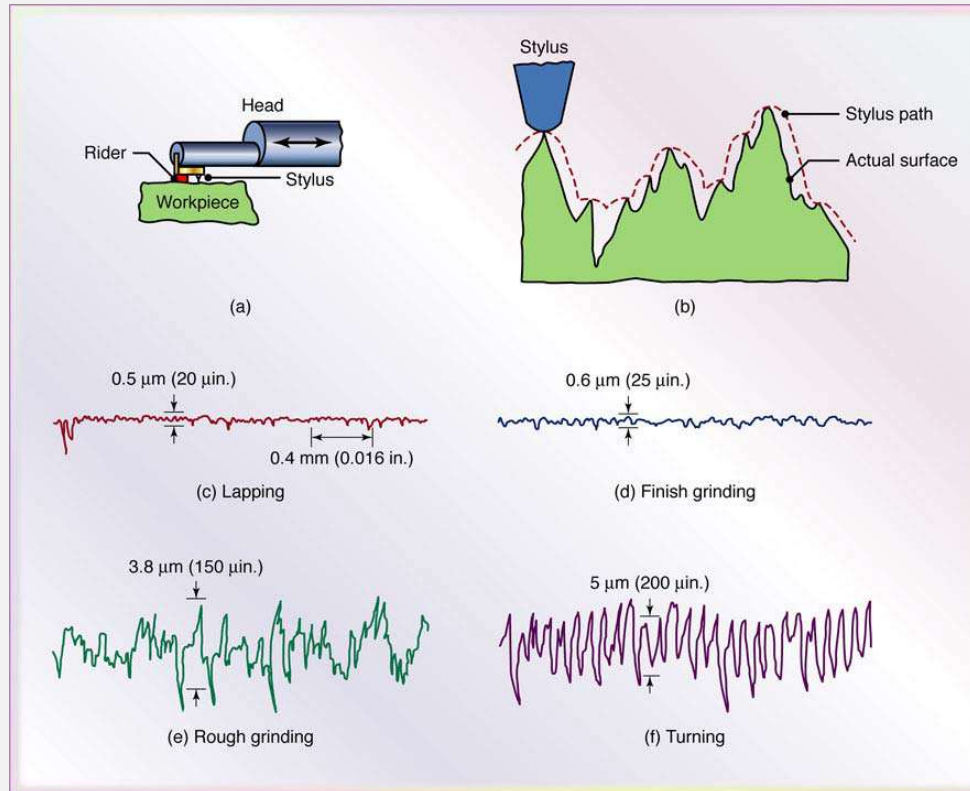 Head
Rider
Stylus
Workpiece
(a)
Stylus
Stylus path
Actual surface
(b)
0.5 μm (20 μin.)
0.4 mm (0.016 in.)
(c) Lapping
0.6 μm (25 μin.)
(d) Finish grinding
3.8 μm (150 μin.)
(e) Rough grinding
5 μm (200 μin.)
(f) Turning